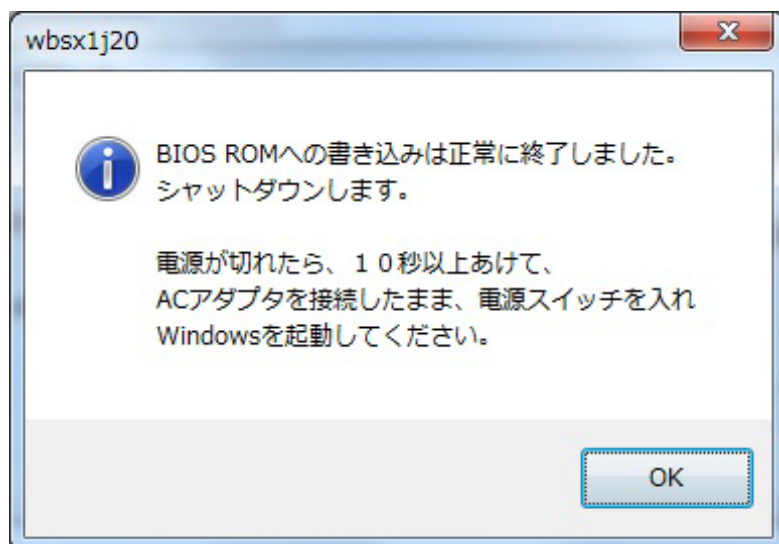 wbsx1j20
BIOS ROMへの書き込みは正常に終了しました。
シャットダウンします。
電源が切れたら、１０秒以上あけて、
ACアダプタを接続したまま、電源スイッチを入れ
Windowsを起動してください。
OK